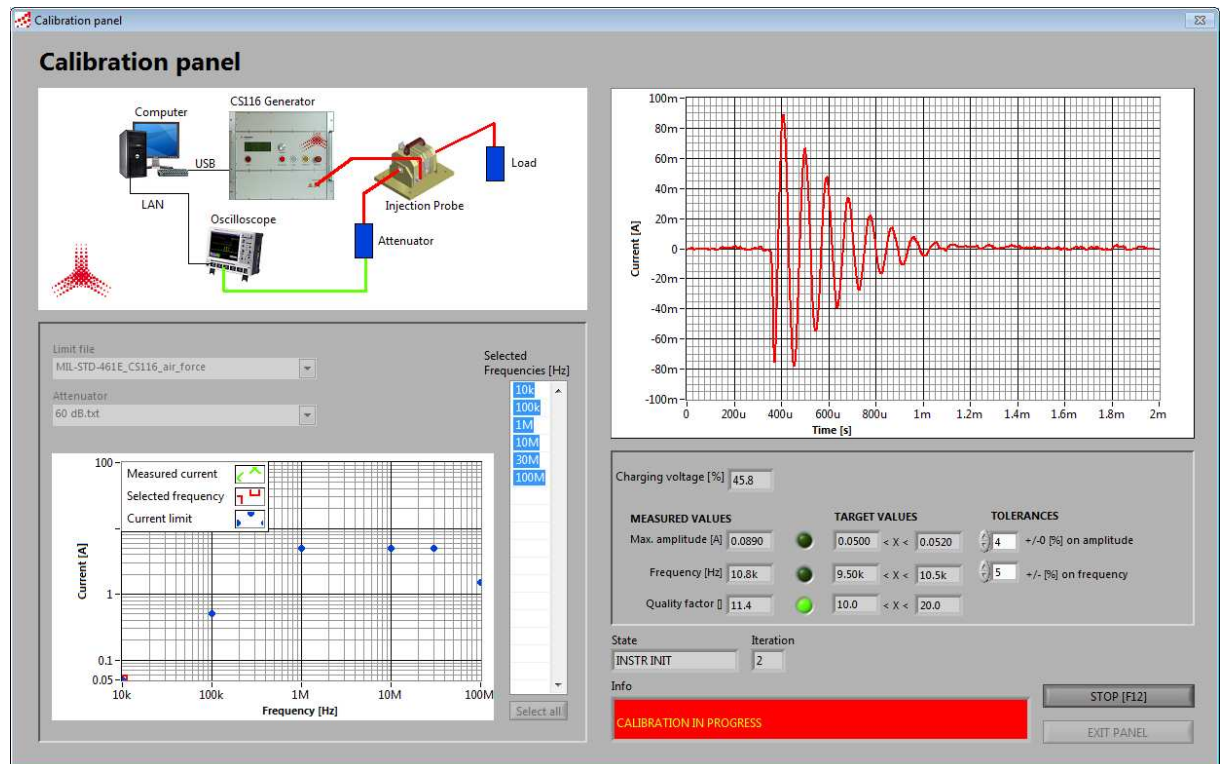 Calibration panel
Calibration panel
Computer
CS116 Generator
USB
LAN
Load
Injection Probe
Oscilloscope
Attenuator
Limit file
MIL-STD-461E_CS116_air_force
Attenuator
60 dB.txt
Selected
Frequencies [Hz]
10k
100k
1M
10M
30M
100M
Select all
Measured current
Selected frequency
Current limit
Current [A]
100
1
0.1
0.05
10k 100k 1M 10M 100M
Frequency [Hz]
Current [A]
100m
80m
60m
40m
20m
0
-20m
-40m
-60m
-80m
-100m
0 200u 400u 600u 800u 1m 1.2m 1.4m 1.6m 1.8m 2m
Time [s]
Charging voltage [%] 45.8
MEASURED VALUES TARGET VALUES TOLERANCES
Max. amplitude [A] 0.0890 0.0500 < X < 0.0520 4 +/-0 [%] on amplitude
Frequency [Hz] 10.8k 9.50k < X < 10.5k 5 +/- [%] on frequency
Quality factor [] 11.4 10.0 < X < 20.0
State Iteration
INSTR INIT 2
Info
CALIBRATION IN PROGRESS
STOP [F12]
EXIT PANEL